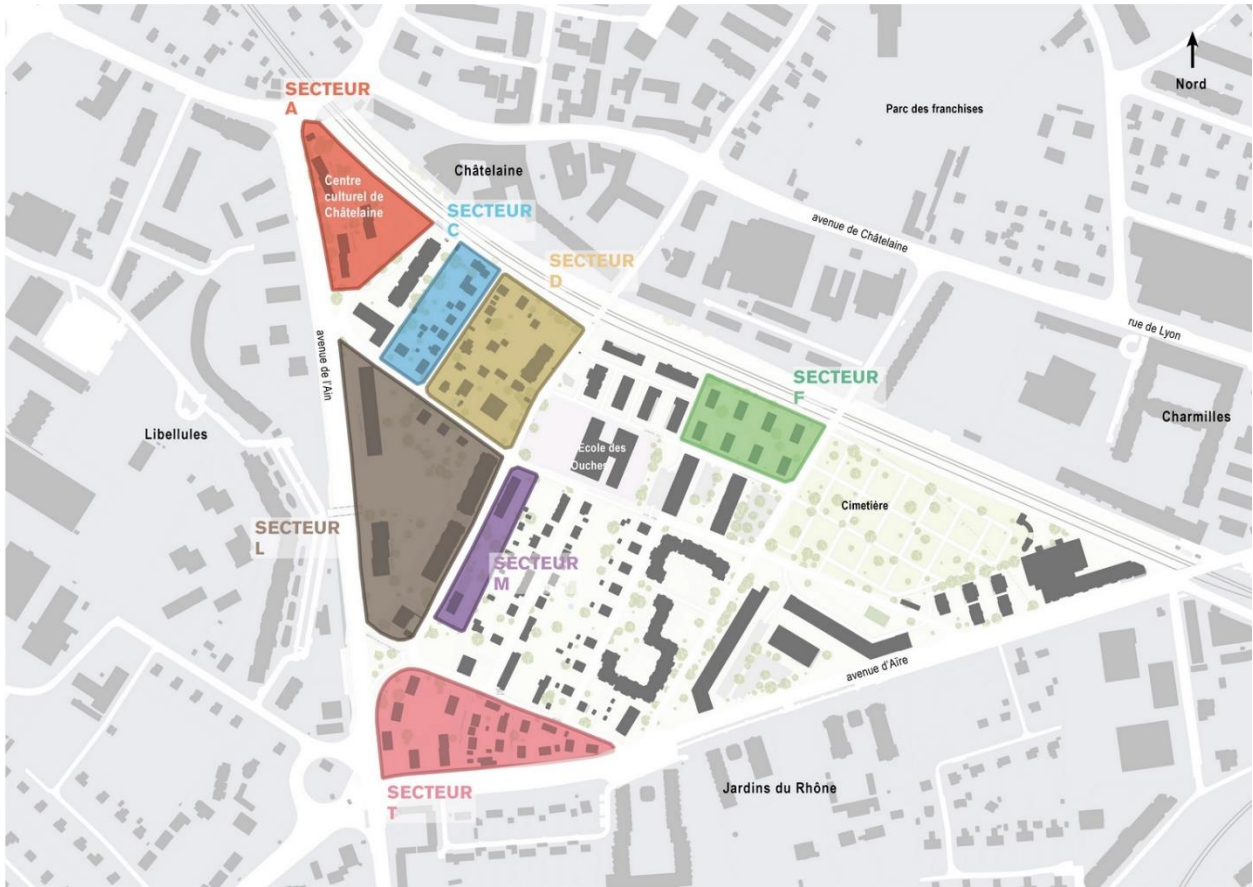 Nord
SECTEUR
A
Parc des franchises
Centre
culturel de
Châtelaine
Châtelaine
SECTEUR
C
avenue de Châtelaine
SECTEUR
D
rue de Lyon
avenue de l'Ain
SECTEUR
F
Charmilles
Libellules
Ecole des
Ouches
Cimetière
SECTEUR
L
SECTEUR
M
avenue d'Aïre
SECTEUR
T
Jardins du Rhône